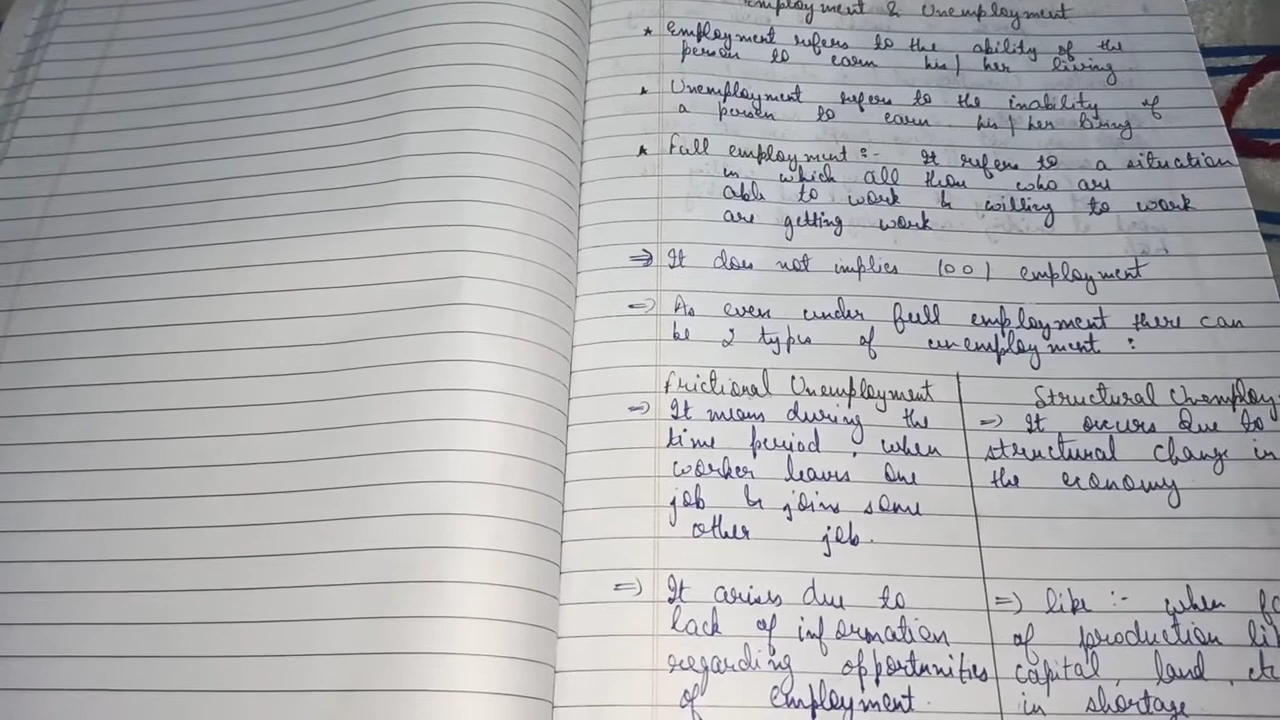 Employment & Unemployment
* Employment refers to the ability of the
person to earn his/her living
* Unemployment refers to the inability of
a person to earn his/her living
* Full employment :- It refers to a situation
in which all those who are
able to work & willing to work
are getting work
=> It does not implies 100% employment
=> As even under full employment there can
be 2 types of unemployment :
Frictional Unemployment
=> It means during the
time period, when
worker leaves one
job & joins some
other job.
=> It arises due to
lack of information
regarding opportunities
of employment.
Structural Unemploy
=> It occurs due to
structural change in
the economy
=> like :- when fa
of production li
capital, land, etc
in shortage